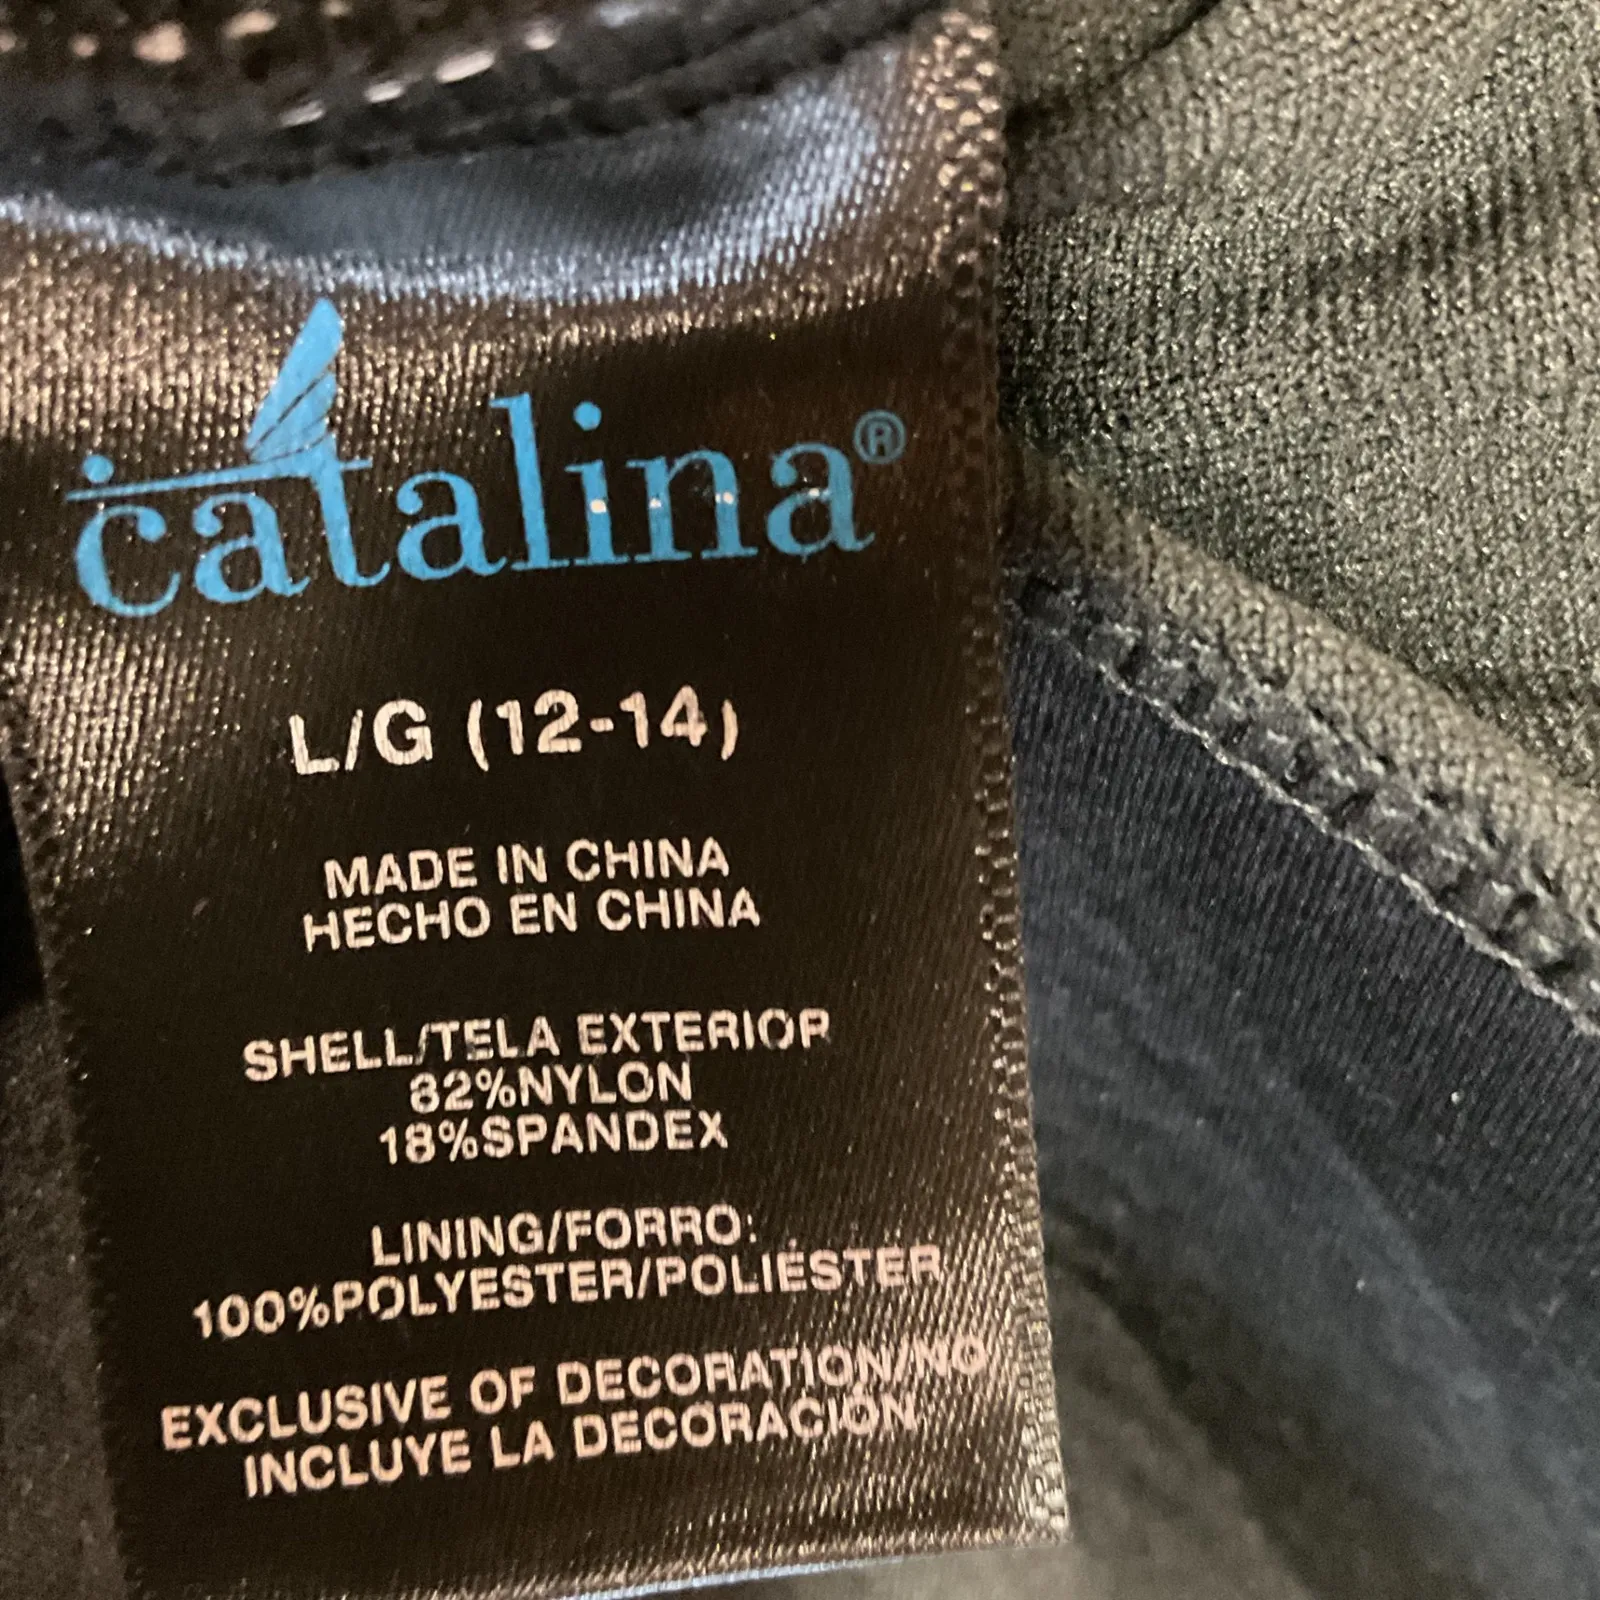 catalina®
L/G (12-14)
MADE IN CHINA
HECHO EN CHINA
SHELL/TELA EXTERIOR
82%NYLON
18%SPANDEX
LINING/FORRO:
100%POLYESTER/POLIÉSTER
EXCLUSIVE OF DECORATION/NO
INCLUYE LA DECORACIÓN